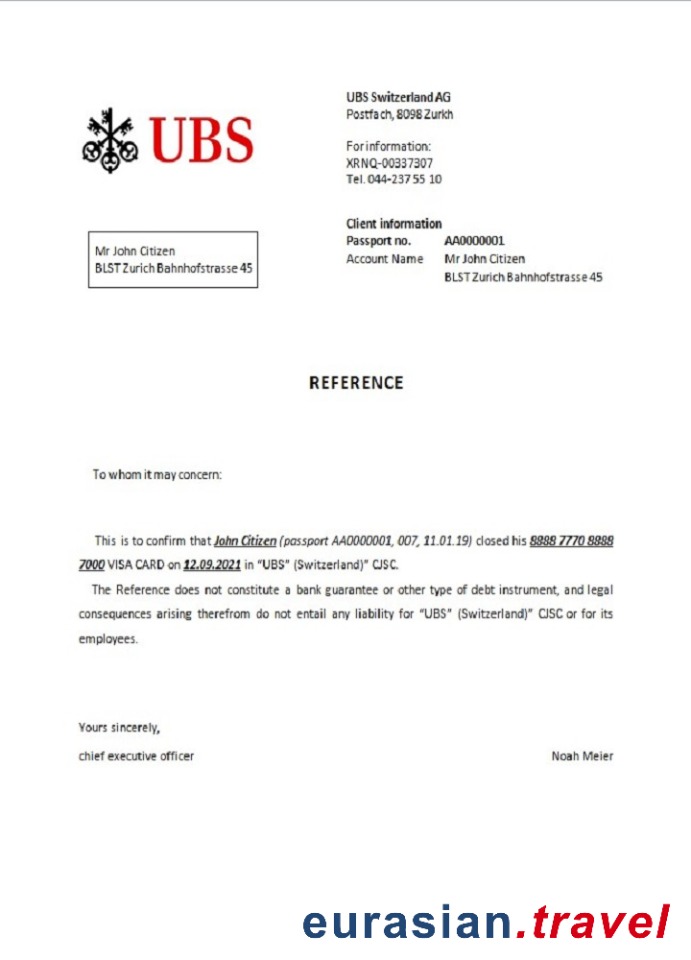 UBS
UBS Switzerland AG
Postfach, 8098 Zurich
For information:
XRNQ-00337307
Tel. 044-237 55 10
Mr John Citizen
BLST Zurich Bahnhofstrasse 45
Client information
Passport no. AA0000001
Account Name Mr John Citizen
BLST Zurich Bahnhofstrasse 45
REFERENCE
To whom it may concern:
This is to confirm that John Citizen (passport AA0000001, 007, 11.01.19) closed his 8888 7770 8888
7000 VISA CARD on 12.09.2021 in “UBS” (Switzerland)” CJSC.
The Reference does not constitute a bank guarantee or other type of debt instrument, and legal
consequences arising therefrom do not entail any liability for “UBS” (Switzerland)” CJSC or for its
employees.
Yours sincerely,
chief executive officer Noah Meier
eurasian.travel